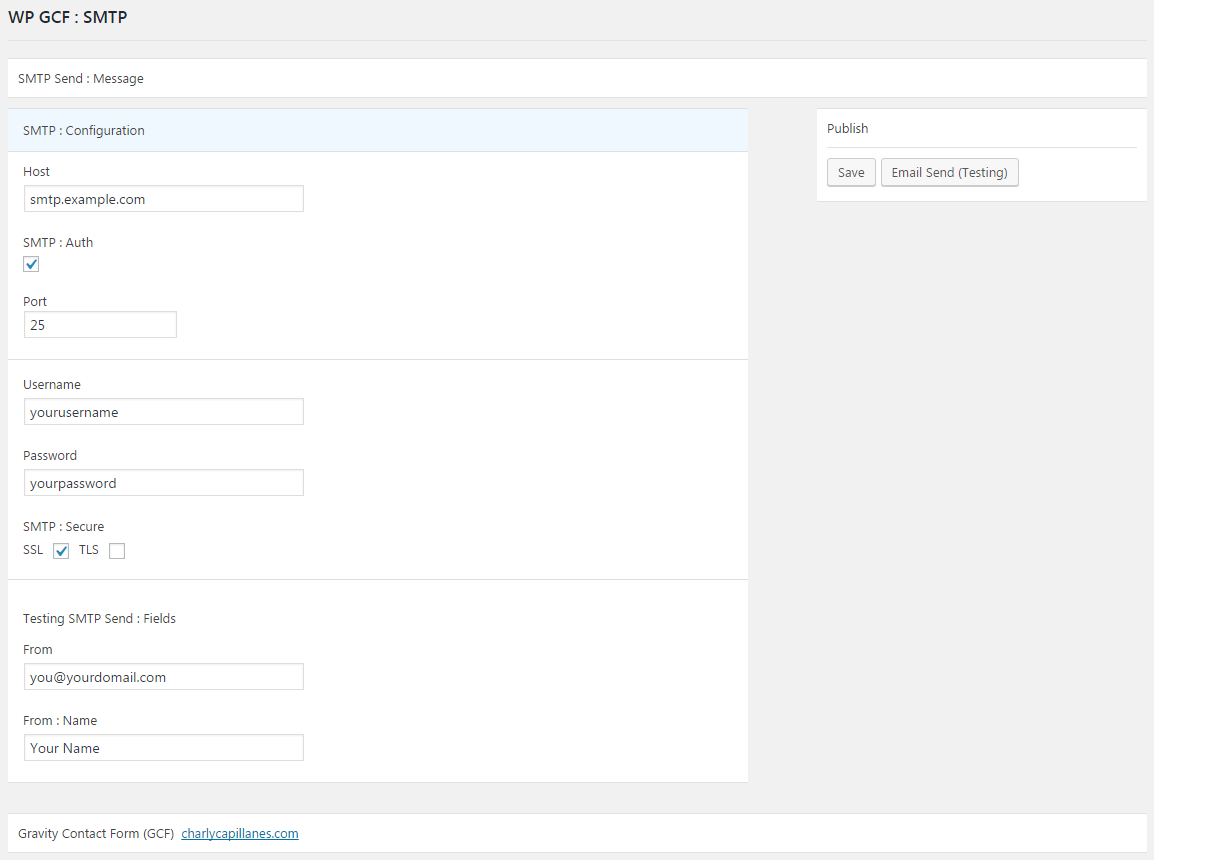 WP GCF : SMTP
SMTP Send : Message
SMTP : Configuration
Host
smtp.example.com
SMTP : Auth
Port
25
Username
yourusername
Password
yourpassword
SMTP : Secure
SSL TLS
Testing SMTP Send : Fields
From
you@yourdomail.com
From : Name
Your Name
Publish
Save Email Send (Testing)
Gravity Contact Form (GCF) charlycapillanes.com